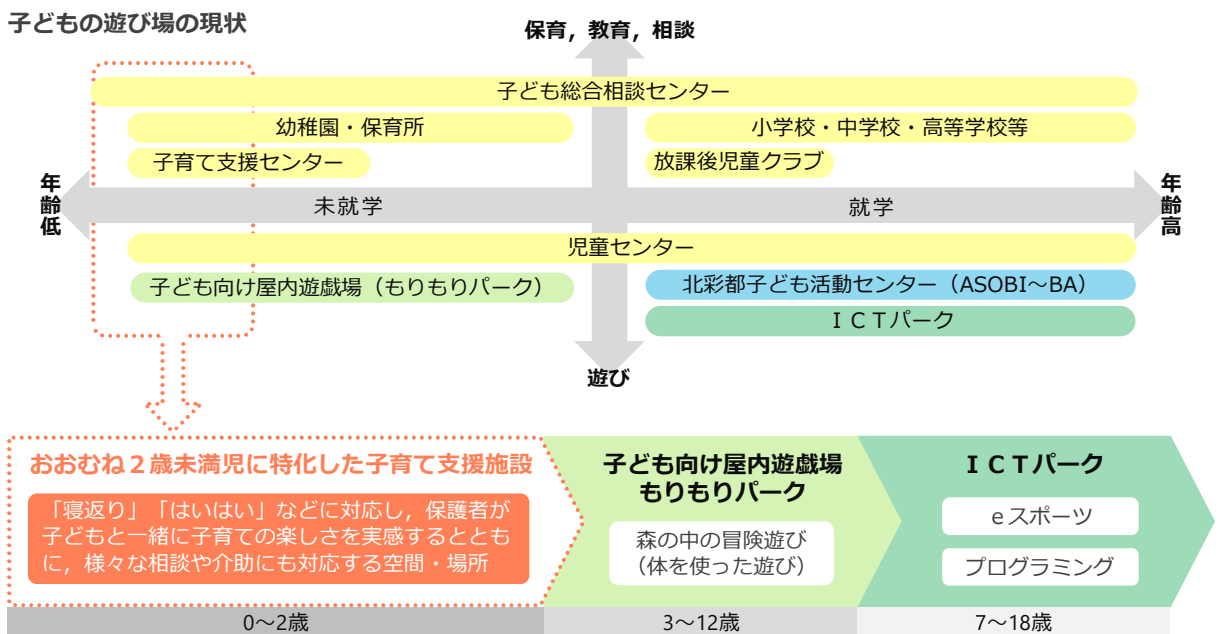 子どもの遊び場の現状
保育，教育，相談
子ども総合相談センター
幼稚園・保育所
小学校・中学校・高等学校等
子育て支援センター
放課後児童クラブ
年齢低
未就学
就学
年齢高
児童センター
子ども向け屋内遊戯場（もりもりパーク）
北彩都子ども活動センター（ASOBI～BA）
ＩＣＴパーク
遊び
おおむね２歳未満児に特化した子育て支援施設
「寝返り」「はいはい」などに対応し，保護者が
子どもと一緒に子育ての楽しさを実感するととも
に，様々な相談や介助にも対応する空間・場所
子ども向け屋内遊戯場
もりもりパーク
森の中の冒険遊び
（体を使った遊び）
ＩＣＴパーク
ｅスポーツ
プログラミング
0～2歳
3～12歳
7～18歳